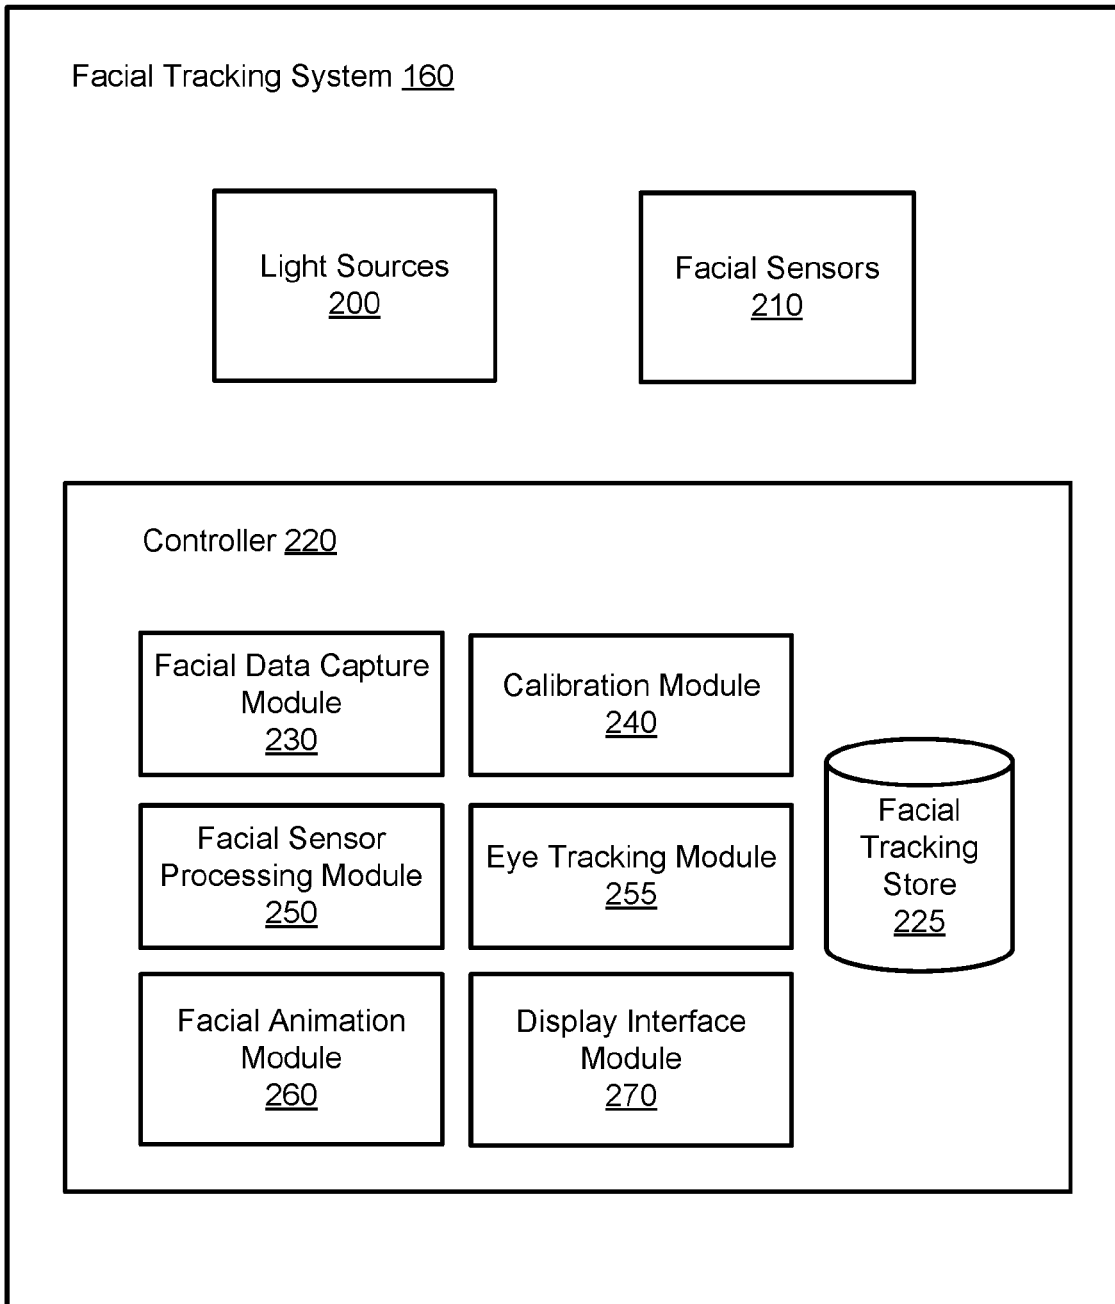 Facial Tracking System 160
Light Sources
200
Facial Sensors
210
Controller 220
Facial Data Capture
Module
230
Calibration Module
240
Facial Sensor
Processing Module
250
Eye Tracking Module
255
Facial Animation
Module
260
Display Interface
Module
270
Facial
Tracking
Store
225